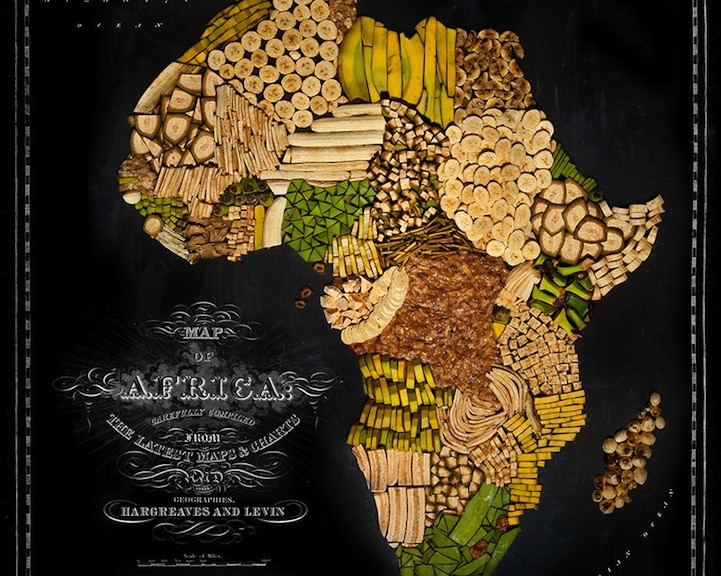 OCEAN
MAP
OF
AFRICA:
CAREFULLY COMPILED
FROM
THE LATEST MAPS & CHARTS
AND
GEOGRAPHIES,
HARGREAVES AND LEVIN
Scale of Miles.
OCEAN